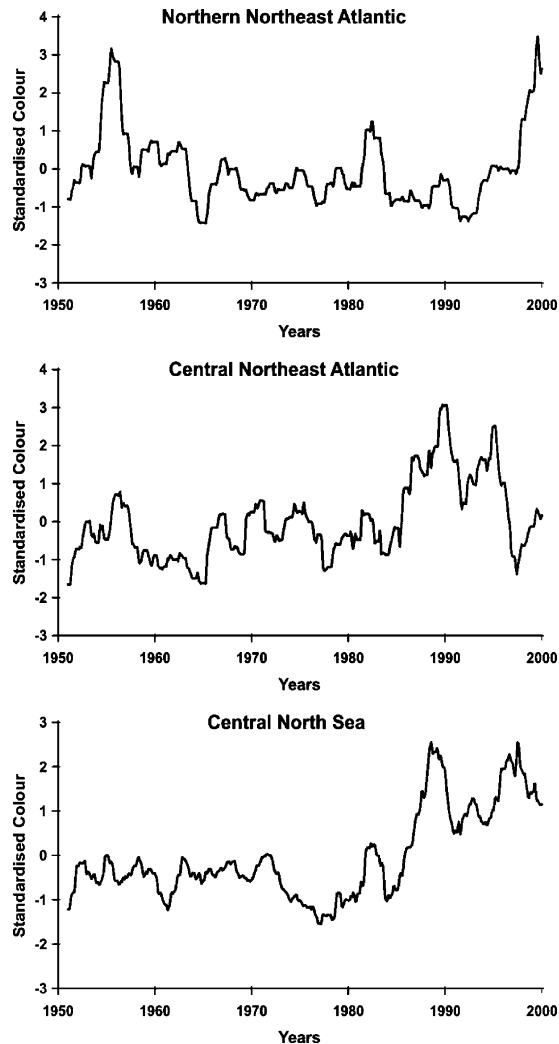 Northern Northeast Atlantic
4
3
2
1
0
-1
-2
-3
Standardised Colour
1950 1960 1970 1980 1990 2000
Years
Central Northeast Atlantic
4
3
2
1
0
-1
-2
-3
Standardised Colour
1950 1960 1970 1980 1990 2000
Years
Central North Sea
3
2
1
0
-1
-2
-3
Standardised Colour
1950 1960 1970 1980 1990 2000
Years